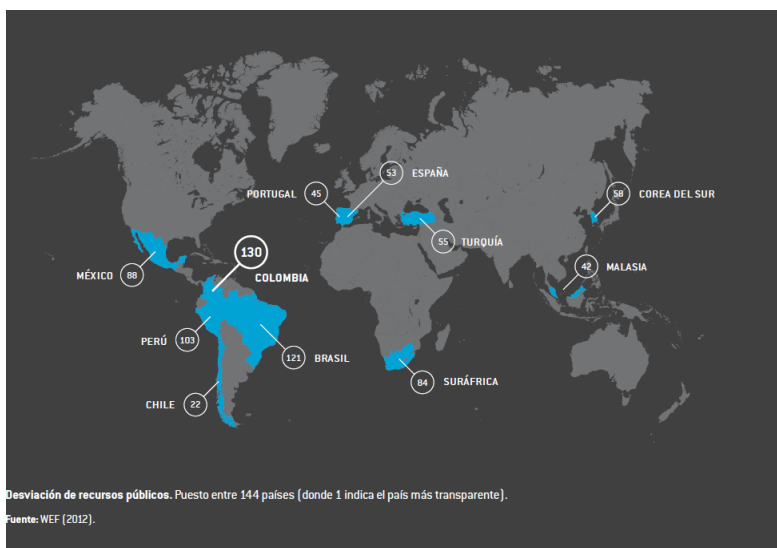 53 ESPAÑA
PORTUGAL 45
58 COREA DEL SUR
55 TURQUÍA
130
COLOMBIA
42 MALASIA
MÉXICO 88
PERÚ 103
121 BRASIL
84 SURÁFRICA
CHILE 22
Desviación de recursos públicos. Puesto entre 144 países (donde 1 indica el país más transparente).
Fuente: WEF (2012).